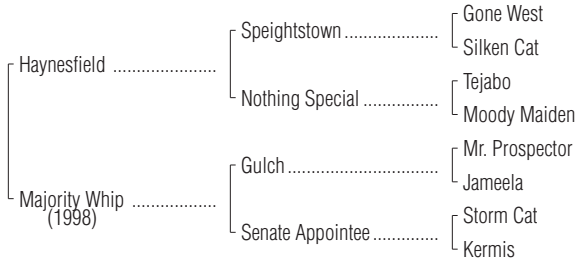 Gone West
Speightstown
Silken Cat
Haynesfield
Tejabo
Nothing Special
Moody Maiden
Mr. Prospector
Gulch
Jameela
Majority Whip
(1998)
Storm Cat
Senate Appointee
Kermis